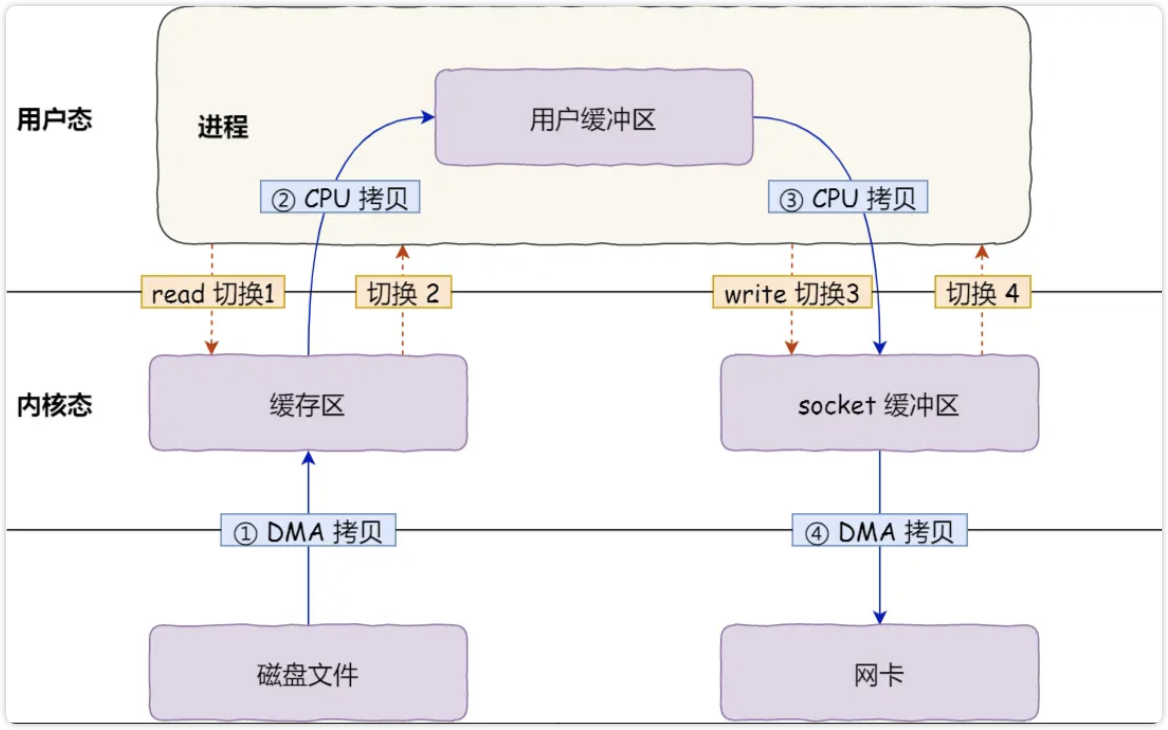 用户态
进程
用户缓冲区
② CPU 拷贝
③ CPU 拷贝
read 切换1
切换 2
write 切换3
切换 4
内核态
缓存区
socket 缓冲区
① DMA 拷贝
④ DMA 拷贝
磁盘文件
网卡